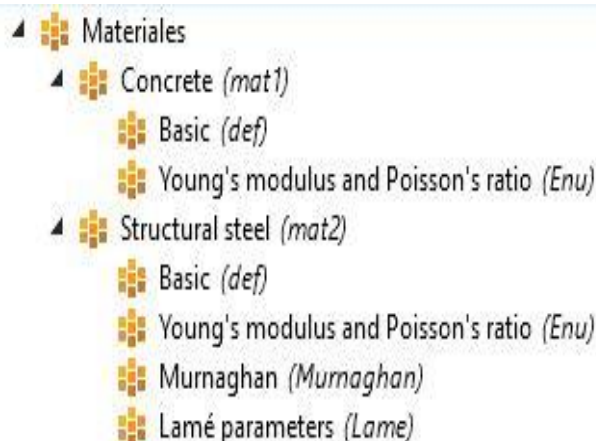 Materiales
Concrete (mat1)
Basic (def)
Young's modulus and Poisson's ratio (Enu)
Structural steel (mat2)
Basic (def)
Young's modulus and Poisson's ratio (Enu)
Murnaghan (Murnaghan)
Lamé parameters (Lame)